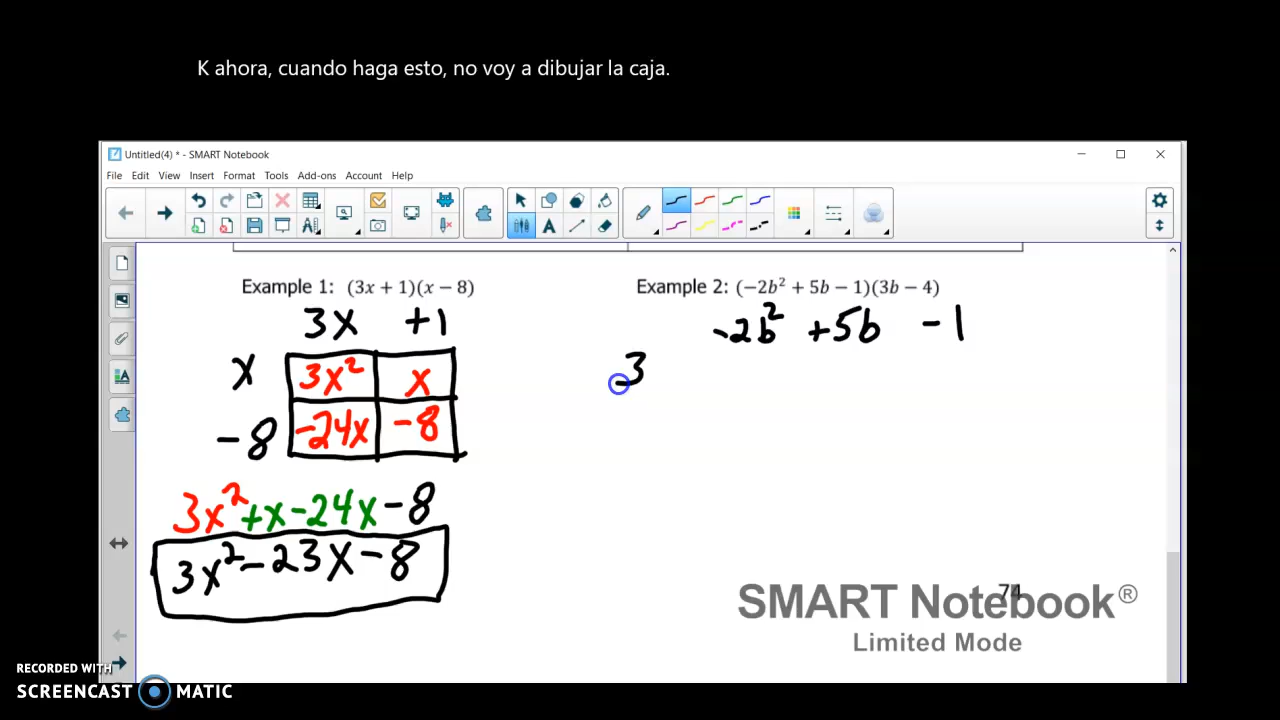 K ahora, cuando haga esto, no voy a dibujar la caja.
Untitled(4) * - SMART Notebook
File Edit View Insert Format Tools Add-ons Account Help
Example 1: (3x + 1)(x − 8)
3x +1
x 3x² x
-8 -24x -8
3x² +x -24x -8
3x² -23x -8
Example 2: (−2b² + 5b − 1)(3b − 4)
-2b² +5b -1
3
74
SMART Notebook®
Limited Mode
RECORDED WITH
SCREENCAST MATIC